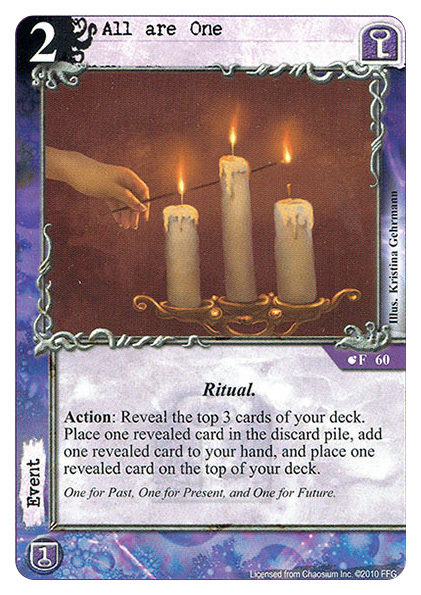 2
All are One
Illus. Kristina Gehrmann
F 60
Ritual.
Action: Reveal the top 3 cards of your deck.
Place one revealed card in the discard pile, add
one revealed card to your hand, and place one
revealed card on the top of your deck.
One for Past, One for Present, and One for Future.
Event
1
Licensed from Chaosium Inc. ©2010 FFG